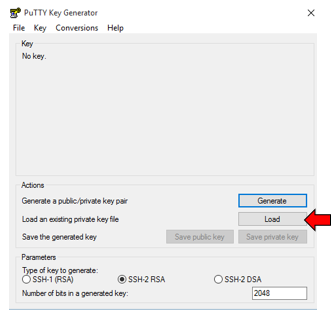 PuTTY Key Generator
File Key Conversions Help
Key
No key.
Actions
Generate a public/private key pair Generate
Load an existing private key file Load
Save the generated key Save public key Save private key
Parameters
Type of key to generate:
SSH-1 (RSA) SSH-2 RSA SSH-2 DSA
Number of bits in a generated key: 2048